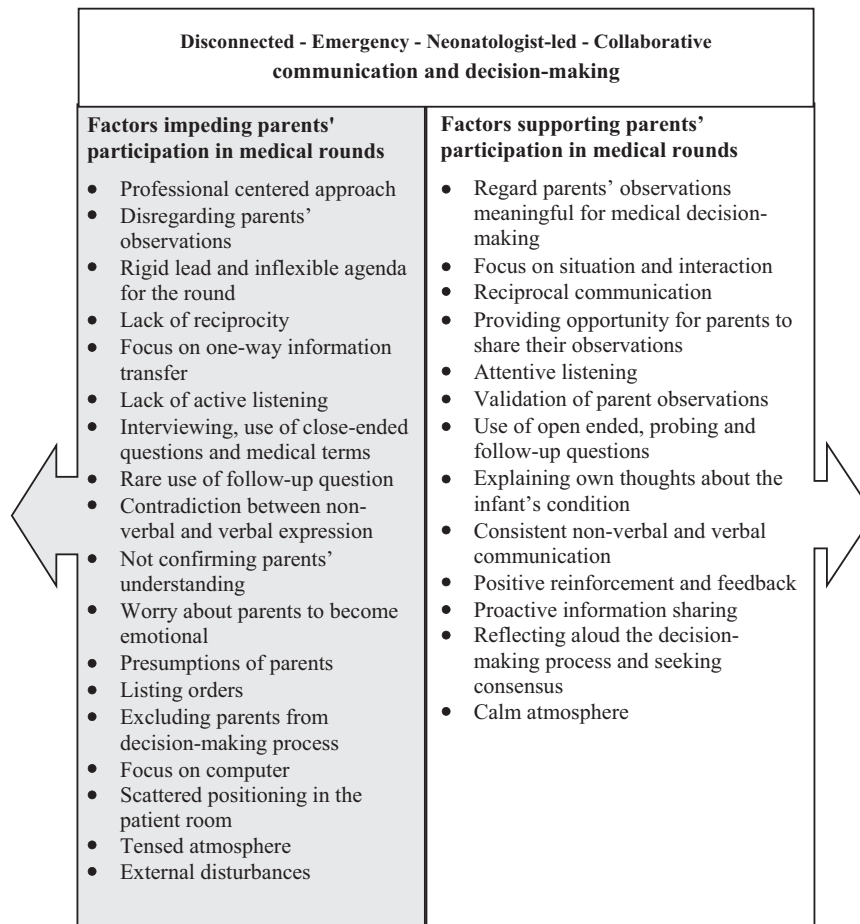 Disconnected - Emergency - Neonatologist-led - Collaborative
communication and decision-making
Factors impeding parents'
participation in medical rounds
• Professional centered approach
• Disregarding parents’
observations
• Rigid lead and inflexible agenda
for the round
• Lack of reciprocity
• Focus on one-way information
transfer
• Lack of active listening
• Interviewing, use of close-ended
questions and medical terms
• Rare use of follow-up question
• Contradiction between non-
verbal and verbal expression
• Not confirming parents’
understanding
• Worry about parents to become
emotional
• Presumptions of parents
• Listing orders
• Excluding parents from
decision-making process
• Focus on computer
• Scattered positioning in the
patient room
• Tensed atmosphere
• External disturbances
Factors supporting parents’
participation in medical rounds
• Regard parents’ observations
meaningful for medical decision-
making
• Focus on situation and interaction
• Reciprocal communication
• Providing opportunity for parents to
share their observations
• Attentive listening
• Validation of parent observations
• Use of open ended, probing and
follow-up questions
• Explaining own thoughts about the
infant’s condition
• Consistent non-verbal and verbal
communication
• Positive reinforcement and feedback
• Proactive information sharing
• Reflecting aloud the decision-
making process and seeking
consensus
• Calm atmosphere